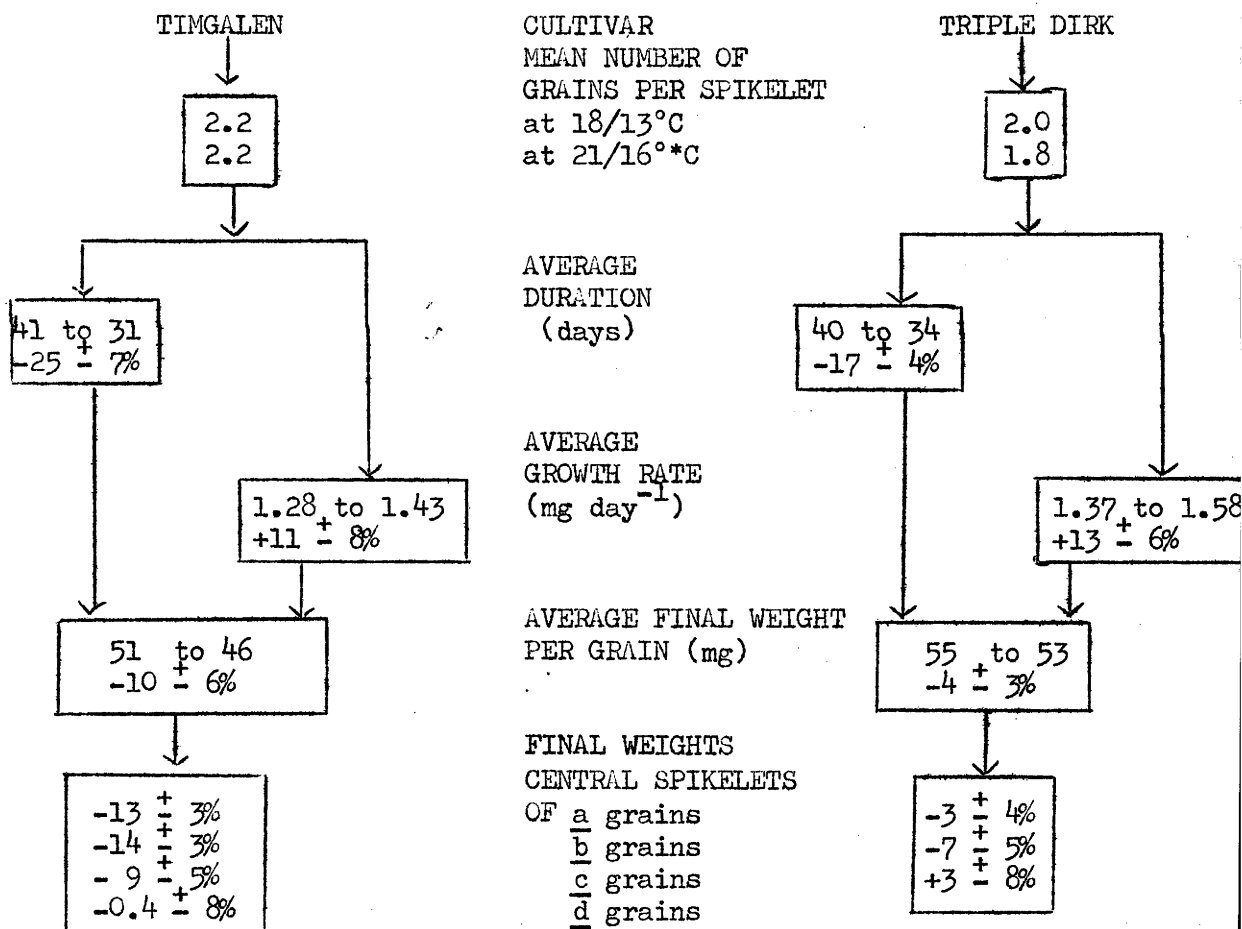 TIMGALEN
2.2
2.2
41 to 31
-25 ± 7%
1.28 to 1.43
+11 ± 8%
51 to 46
-10 ± 6%
-13 ± 3%
-14 ± 3%
- 9 ± 5%
-0.4 ± 8%
CULTIVAR
MEAN NUMBER OF
GRAINS PER SPIKELET
at 18/13°C
at 21/16°*C
AVERAGE
DURATION
(days)
AVERAGE
GROWTH RATE
(mg day⁻¹)
AVERAGE FINAL WEIGHT
PER GRAIN (mg)
FINAL WEIGHTS
CENTRAL SPIKELETS
OF a grains
b grains
c grains
d grains
TRIPLE DIRK
2.0
1.8
40 to 34
-17 ± 4%
1.37 to 1.58
+13 ± 6%
55 to 53
-4 ± 3%
-3 ± 4%
-7 ± 5%
+3 ± 8%